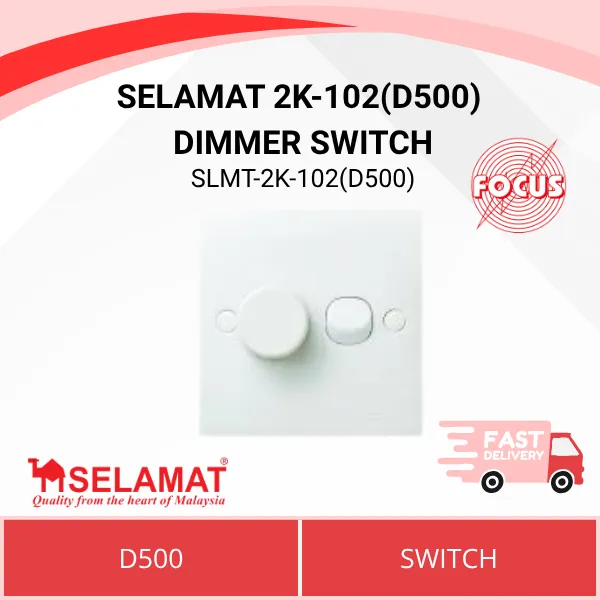 SELAMAT 2K-102(D500)
DIMMER SWITCH
SLMT-2K-102(D500)
FOCUS
FAST
DELIVERY
SELAMAT®
Quality from the heart of Malaysia
D500
SWITCH